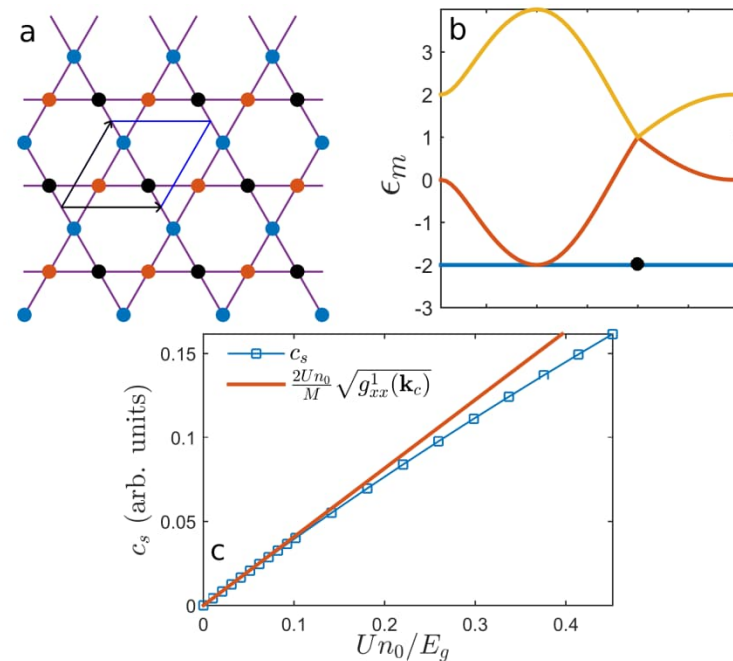 a
b
4
3
2
1
0
-1
-2
-3
ϵ_m
c
0.15
0.1
0.05
0
c_s (arb. units)
c_s
2Un_0/M √g^1_xx(k_c)
0 0.1 0.2 0.3 0.4
Un_0/E_g